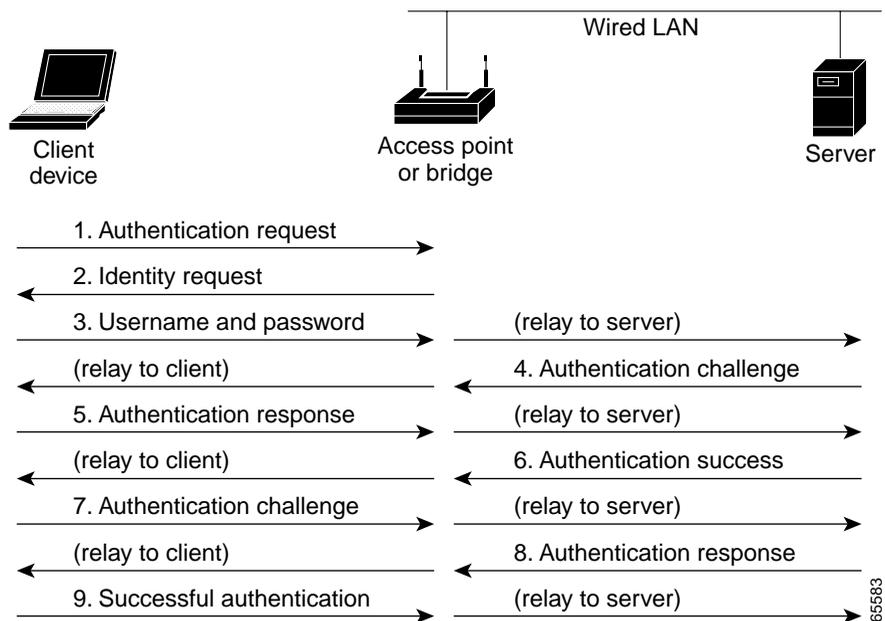 Wired LAN
Client
device
Access point
or bridge
Server
1. Authentication request
2. Identity request
3. Username and password
(relay to server)
(relay to client)
4. Authentication challenge
5. Authentication response
(relay to server)
(relay to client)
6. Authentication success
7. Authentication challenge
(relay to server)
(relay to client)
8. Authentication response
9. Successful authentication
(relay to server)
65583